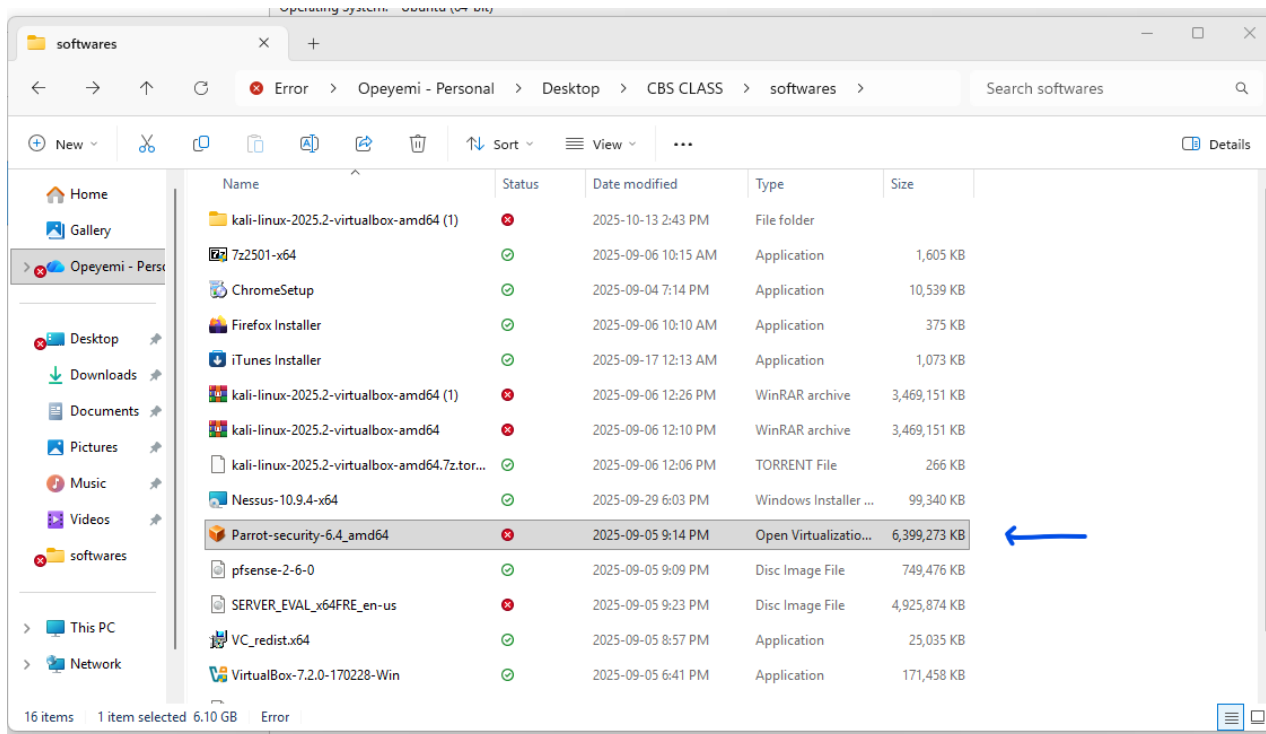 Operating System: Ubuntu (64-bit)
softwares
Error > Opeyemi - Personal > Desktop > CBS CLASS > softwares >
Search softwares
New
Sort
View
Details
Name Status Date modified Type Size
Home
Gallery
Opeyemi - Perso
Desktop
Downloads
Documents
Pictures
Music
Videos
softwares
This PC
Network
kali-linux-2025.2-virtualbox-amd64 (1) 2025-10-13 2:43 PM File folder
7z2501-x64 2025-09-06 10:15 AM Application 1,605 KB
ChromeSetup 2025-09-04 7:14 PM Application 10,539 KB
Firefox Installer 2025-09-06 10:10 AM Application 375 KB
iTunes Installer 2025-09-17 12:13 AM Application 1,073 KB
kali-linux-2025.2-virtualbox-amd64 (1) 2025-09-06 12:26 PM WinRAR archive 3,469,151 KB
kali-linux-2025.2-virtualbox-amd64 2025-09-06 12:10 PM WinRAR archive 3,469,151 KB
kali-linux-2025.2-virtualbox-amd64.7z.tor... 2025-09-06 12:06 PM TORRENT File 266 KB
Nessus-10.9.4-x64 2025-09-29 6:03 PM Windows Installer ... 99,340 KB
Parrot-security-6.4_amd64 2025-09-05 9:14 PM Open Virtualizatio... 6,399,273 KB
pfsense-2-6-0 2025-09-05 9:09 PM Disc Image File 749,476 KB
SERVER_EVAL_x64FRE_en-us 2025-09-05 9:23 PM Disc Image File 4,925,874 KB
VC_redist.x64 2025-09-05 8:57 PM Application 25,035 KB
VirtualBox-7.2.0-170228-Win 2025-09-05 6:41 PM Application 171,458 KB
16 items 1 item selected 6.10 GB Error